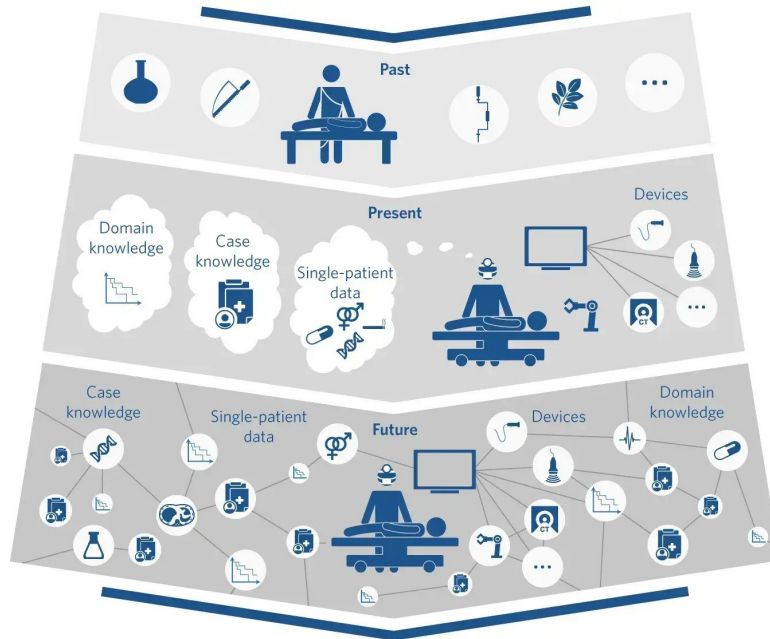 Past
...
Present
Devices
Domain
knowledge
Case
knowledge
Single-patient
data
...
CT
Case
knowledge
Single-patient
data
Future
Devices
Domain
knowledge
CT
...